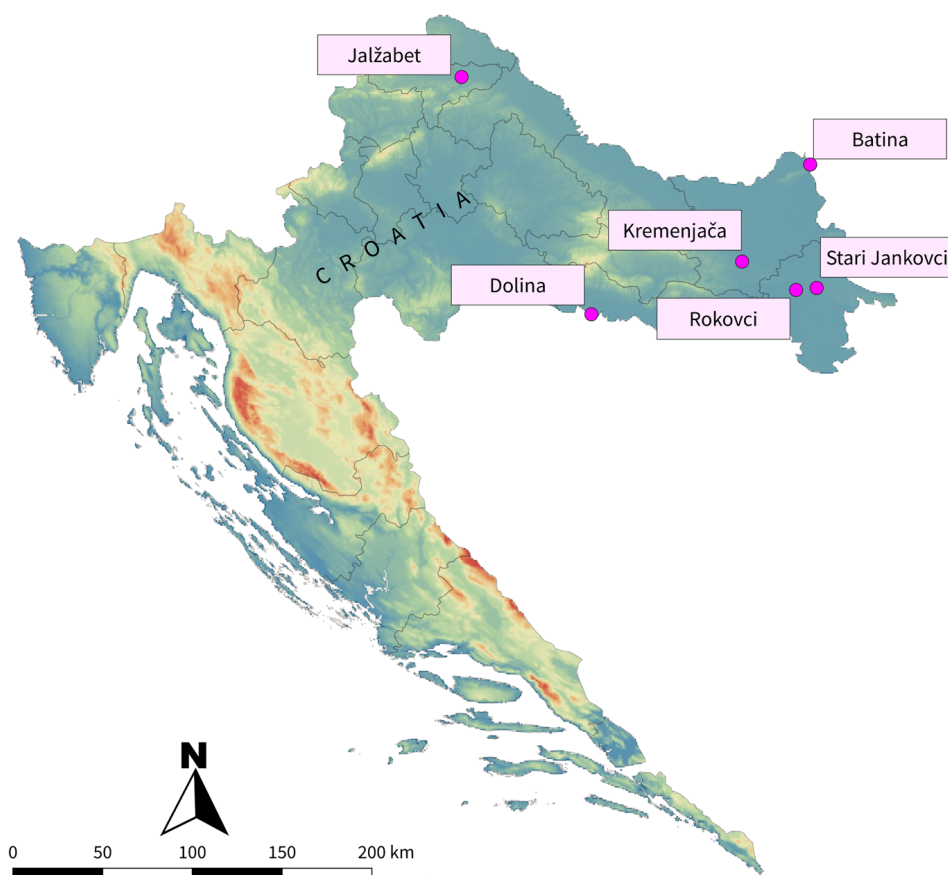 Jalžabet
Batina
Kremenjača
Stari Jankovci
Dolina
Rokovci
CROATIA
N
0 50 100 150 200 km